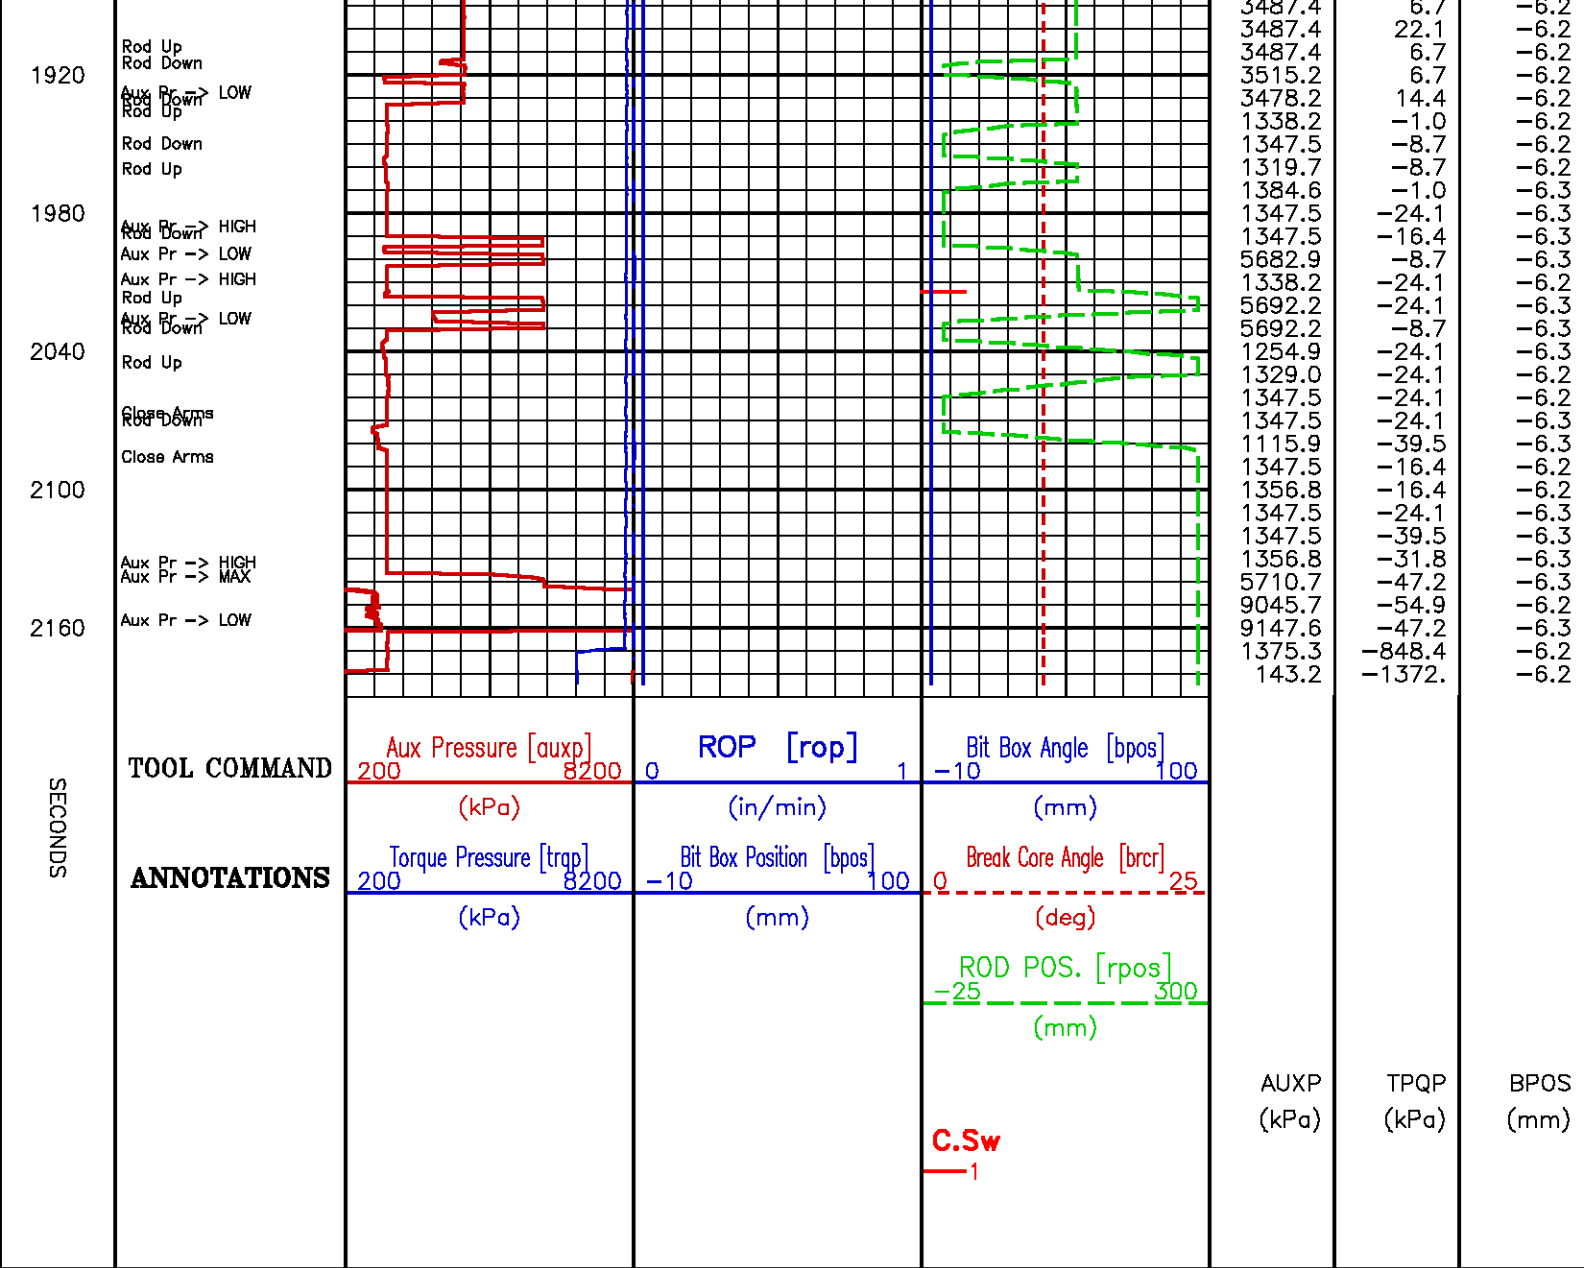 3487.4 6.7 -6.2
3487.4 22.1 -6.2
Rod Up 3487.4 6.7 -6.2
Rod Down
1920 3515.2 6.7 -6.2
Aux Pr -> LOW 3478.2 14.4 -6.2
Rod Down
Rod Up
1338.2 -1.0 -6.2
Rod Down 1347.5 -8.7 -6.2
Rod Up 1319.7 -8.7 -6.2
1384.6 -1.0 -6.3
1980 1347.5 -24.1 -6.3
Aux Pr -> HIGH
Rod Down 1347.5 -16.4 -6.3
Aux Pr -> LOW 5682.9 -8.7 -6.3
Aux Pr -> HIGH 1338.2 -24.1 -6.2
Rod Up 5692.2 -24.1 -6.3
Aux Pr -> LOW
Rod Down 5692.2 -8.7 -6.3
2040 1254.9 -24.1 -6.3
Rod Up 1329.0 -24.1 -6.2
1347.5 -24.1 -6.2
Close Arms
Rod Down 1347.5 -24.1 -6.3
1115.9 -39.5 -6.3
Close Arms 1347.5 -16.4 -6.2
2100 1356.8 -16.4 -6.2
1347.5 -24.1 -6.3
1347.5 -39.5 -6.3
Aux Pr -> HIGH 1356.8 -31.8 -6.3
Aux Pr -> MAX 5710.7 -47.2 -6.3
9045.7 -54.9 -6.2
Aux Pr -> LOW
2160 9147.6 -47.2 -6.3
1375.3 -848.4 -6.2
143.2 -1372. -6.2
SECONDS
TOOL COMMAND
ANNOTATIONS
Aux Pressure [auxp]
200 8200
(kPa)
Torque Pressure [trqp]
200 8200
(kPa)
ROP [rop]
0 1
(in/min)
Bit Box Position [bpos]
-10 100
(mm)
Bit Box Angle [bpos]
-10 100
(mm)
Break Core Angle [brcr]
0 25
(deg)
ROD POS. [rpos]
-25 300
(mm)
C.Sw
1
AUXP TPQP BPOS
(kPa) (kPa) (mm)